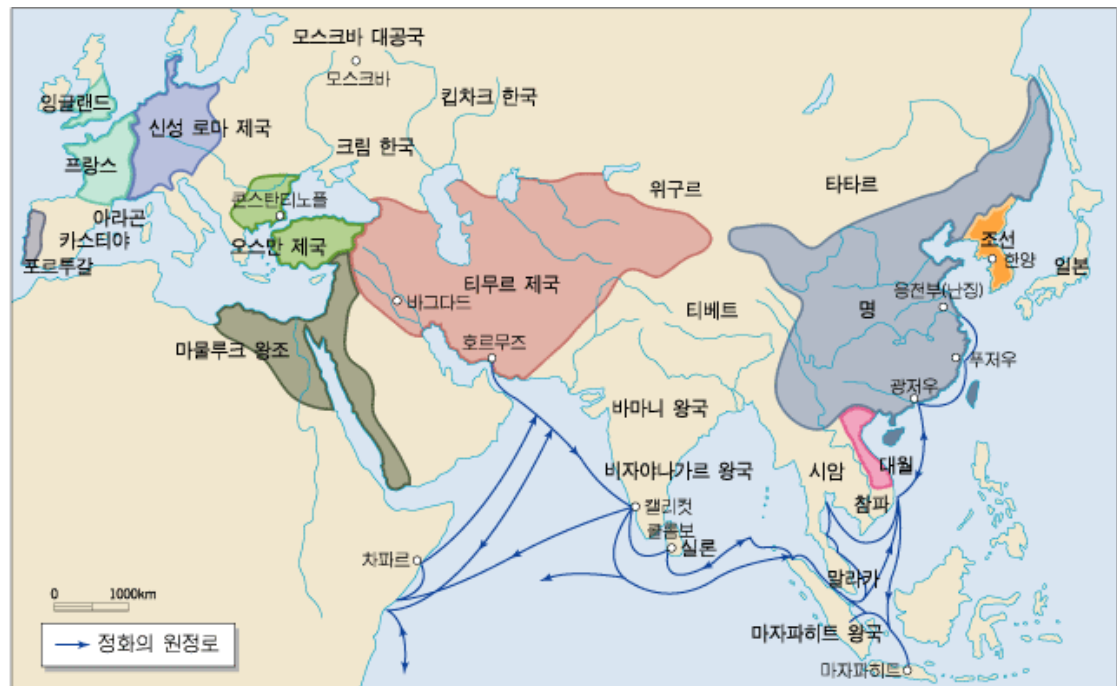 모스크바 대공국
모스크바
잉글랜드
킵차크 한국
신성 로마 제국
크림 한국
프랑스
위구르
타타르
콘스탄티노플
아라곤
카스티야
오스만 제국
포르투갈
조선
한양
일본
티무르 제국
바그다드
티베트
명
응천부(난징)
마물루크 왕조
호르무즈
푸저우
광저우
바마니 왕국
비자야나가르 왕국
시암
대월
캘리컷
참파
콜롬보
실론
차파르
말라카
0 1000km
정화의 원정로
마자파히트 왕국
마자파히트